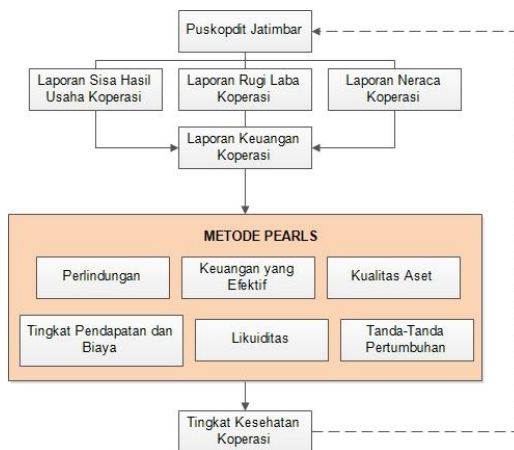 Puskopdit Jatimbar
Laporan Sisa Hasil
Usaha Koperasi
Laporan Rugi Laba
Koperasi
Laporan Neraca
Koperasi
Laporan Keuangan
Koperasi
METODE PEARLS
Perlindungan
Keuangan yang
Efektif
Kualitas Aset
Tingkat Pendapatan dan
Biaya
Likuiditas
Tanda-Tanda
Pertumbuhan
Tingkat Kesehatan
Koperasi